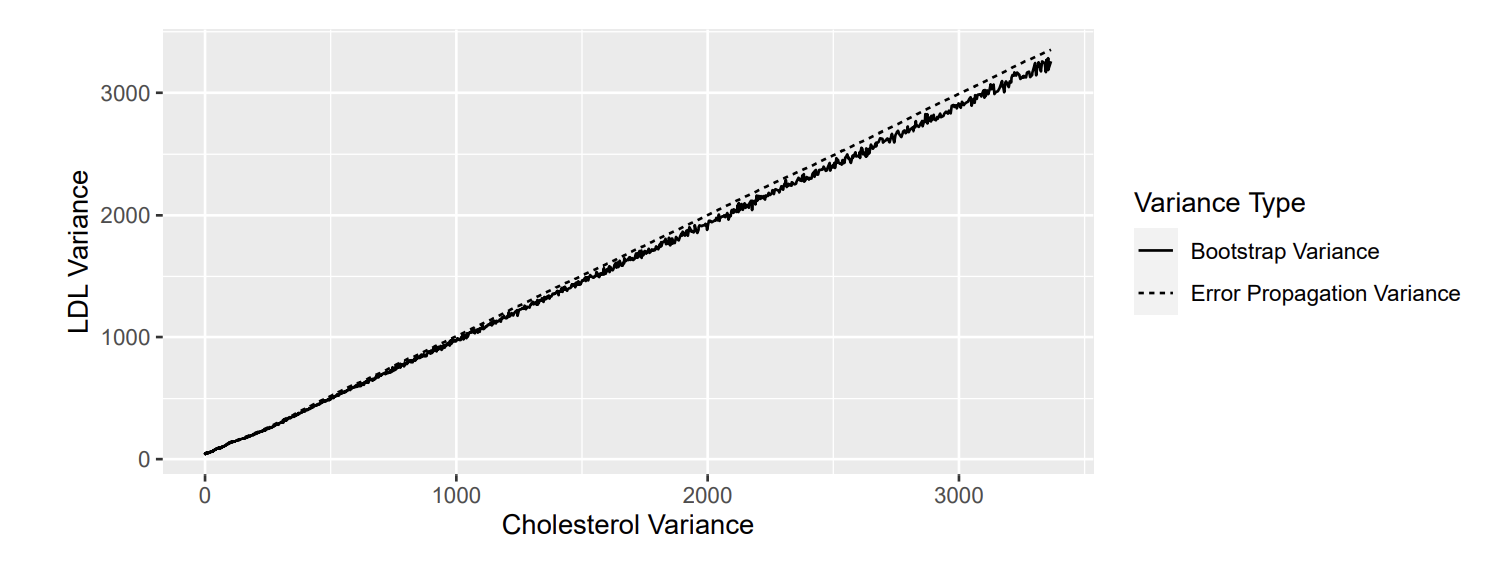 3000
2000
1000
0
LDL Variance
0 1000 2000 3000
Cholesterol Variance
Variance Type
Bootstrap Variance
Error Propagation Variance